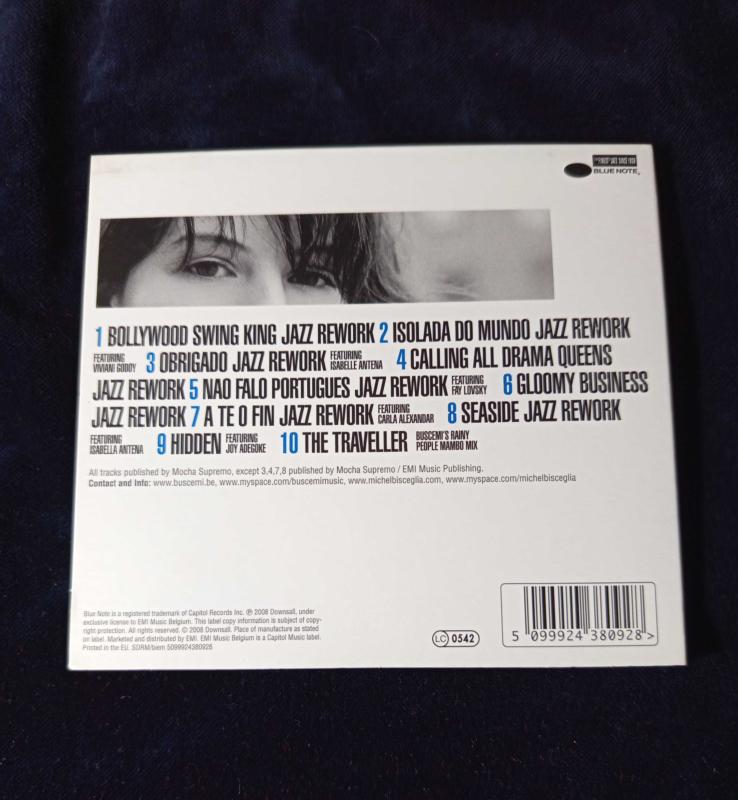 THE FINEST IN JAZZ SINCE 1939
BLUE NOTE
1 BOLLYWOOD SWING KING JAZZ REWORK 2 ISOLADA DO MUNDO JAZZ REWORK
FEATURING VIVIANI GODOY 3 OBRIGADO JAZZ REWORK FEATURING ISABELLE ANTENA 4 CALLING ALL DRAMA QUEENS
JAZZ REWORK 5 NAO FALO PORTUGUES JAZZ REWORK FEATURING FAY LOVSKY 6 GLOOMY BUSINESS
JAZZ REWORK 7 A TE O FIN JAZZ REWORK FEATURING CARLA ALEXANDAR 8 SEASIDE JAZZ REWORK
FEATURING ISABELLA ANTENA 9 HIDDEN FEATURING JOY ADEGOKE 10 THE TRAVELLER BUSCEMI'S RAINY PEOPLE MAMBO MIX
All tracks published by Mocha Supremo, except 3,4,7,8 published by Mocha Supremo / EMI Music Publishing.
Contact and Info: www.buscemi.be, www.myspace.com/buscemimusic, www.michelbisceglia.com, www.myspace.com/michelbisceglia
Blue Note is a registered trademark of Capitol Records Inc. ℗ 2008 Downsall, under
exclusive license to EMI Music Belgium. This label copy information is subject of copy-
right protection. All rights reserved. © 2008 Downsall. Place of manufacture as stated
on label. Marketed and distributed by EMI. EMI Music Belgium is a Capitol Music label.
Printed in the EU. SDRM/biem 5099924380928
LC 0542
5 099924 380928 >